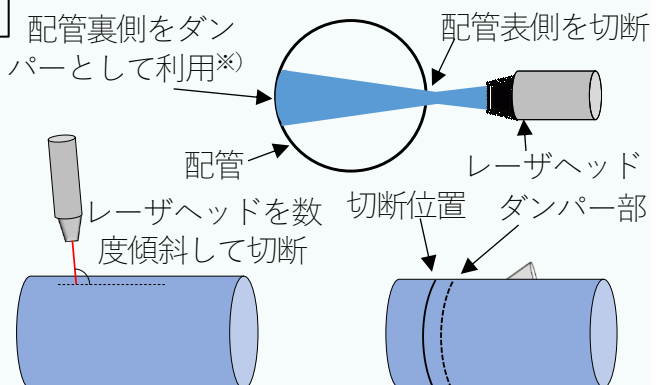 配管裏側をダン
パーとして利用※)
配管表側を切断
配管
レーザヘッド
レーザヘッドを数
度傾斜して切断
切断位置
ダンパー部